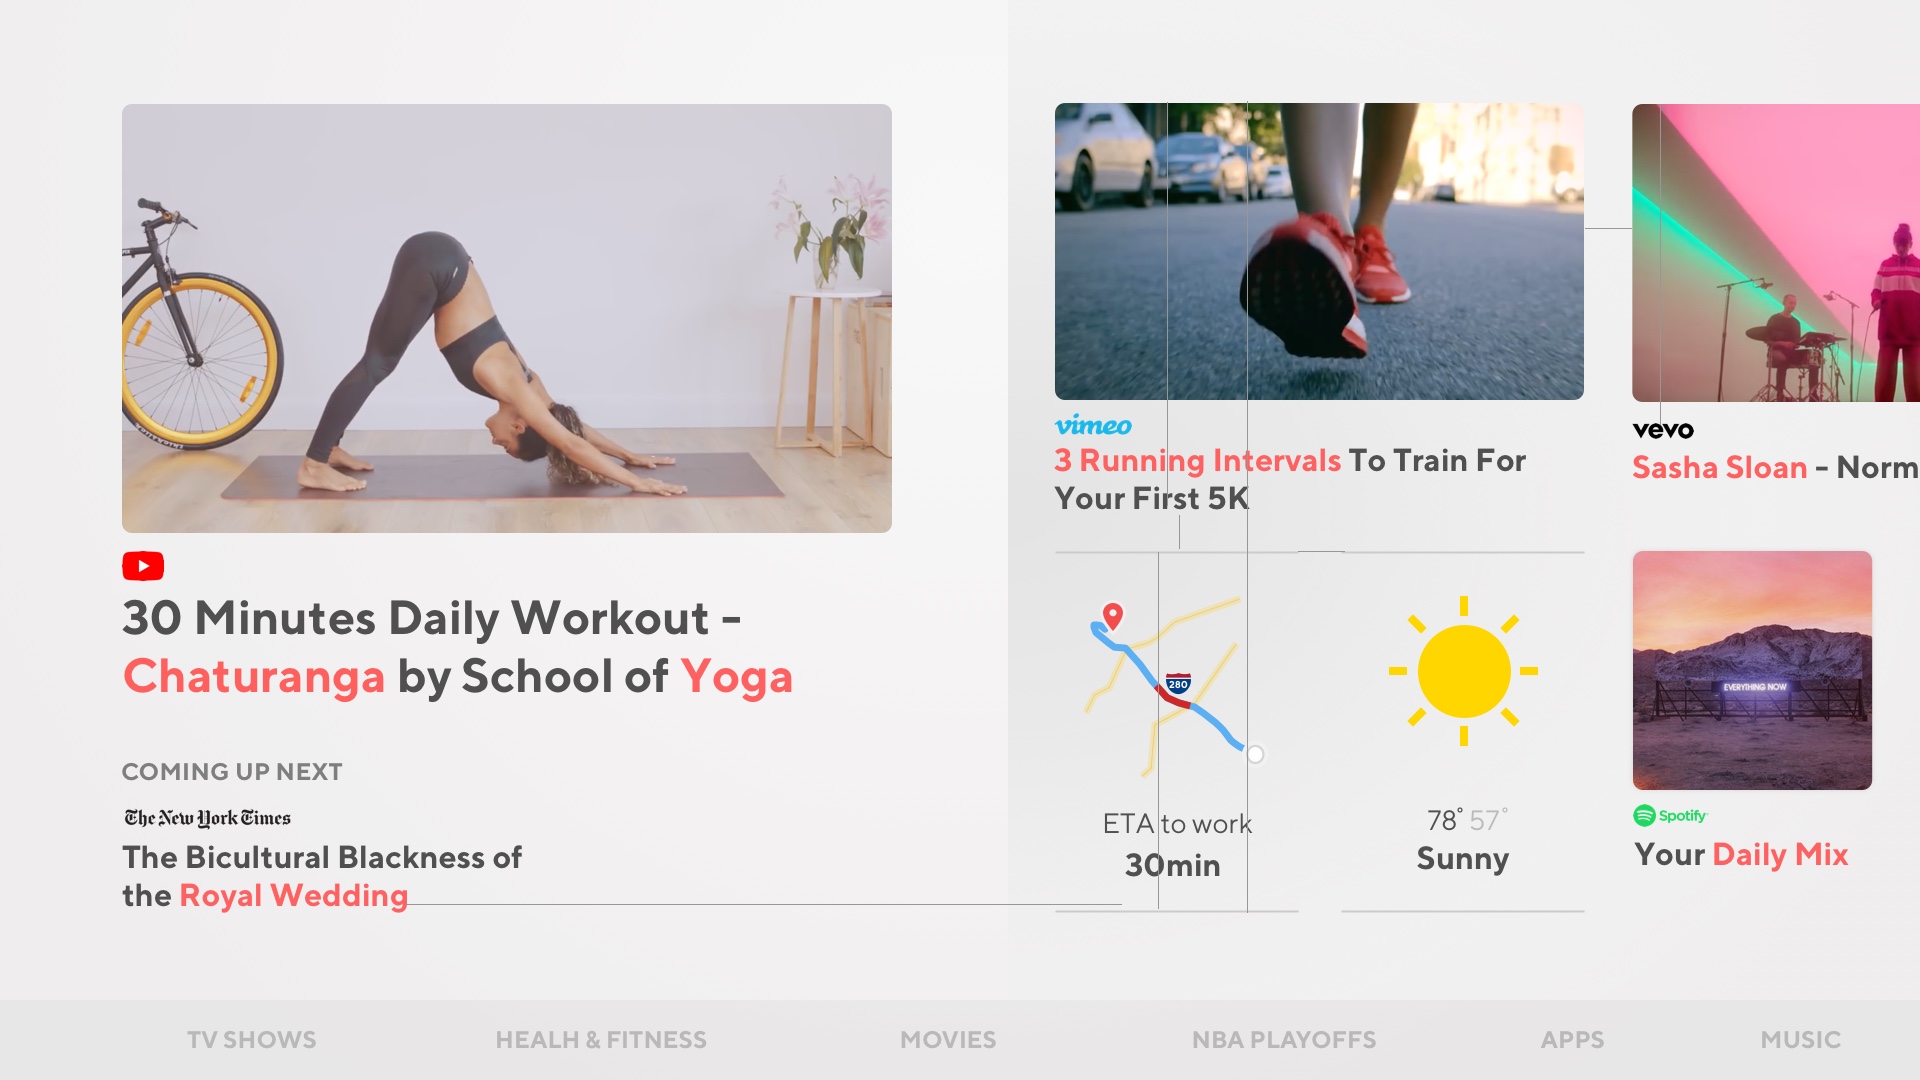 30 Minutes Daily Workout -
Chaturanga by School of Yoga
COMING UP NEXT
The New York Times
The Bicultural Blackness of
the Royal Wedding
vimeo
3 Running Intervals To Train For
Your First 5K
280
ETA to work
30min
78° 57°
Sunny
vevo
Sasha Sloan - Norm
EVERYTHING NOW
Spotify
Your Daily Mix
TV SHOWS
HEALH & FITNESS
MOVIES
NBA PLAYOFFS
APPS
MUSIC